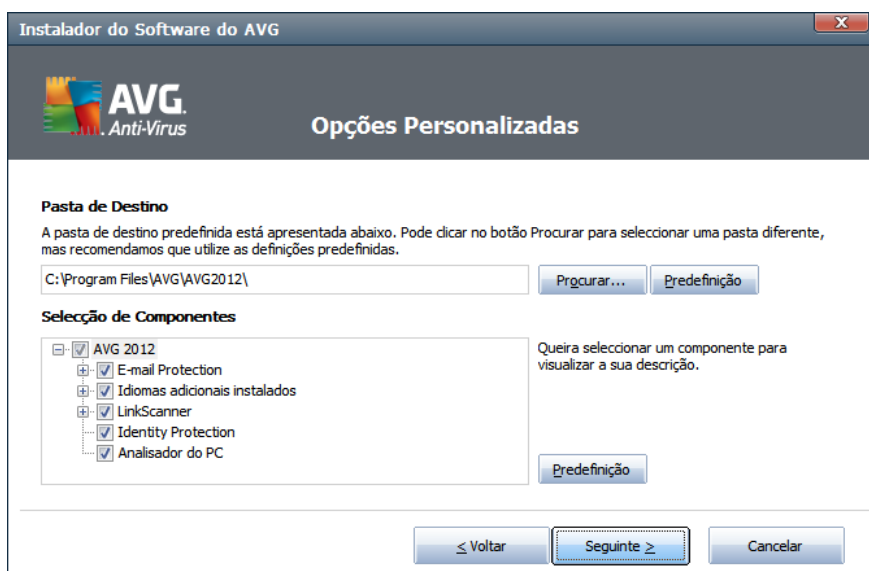 Instalador do Software do AVG
X
AVG.
Anti-Virus
Opções Personalizadas
Pasta de Destino
A pasta de destino predefinida está apresentada abaixo. Pode clicar no botão Procurar para seleccionar uma pasta diferente,
mas recomendamos que utilize as definições predefinidas.
C:\Program Files\AVG\AVG2012\
Procurar...
Predefinição
Selecção de Componentes
AVG 2012
E-mail Protection
Idiomas adicionais instalados
LinkScanner
Identity Protection
Analisador do PC
Queira seleccionar um componente para
visualizar a sua descrição.
Predefinição
< Voltar
Seguinte >
Cancelar